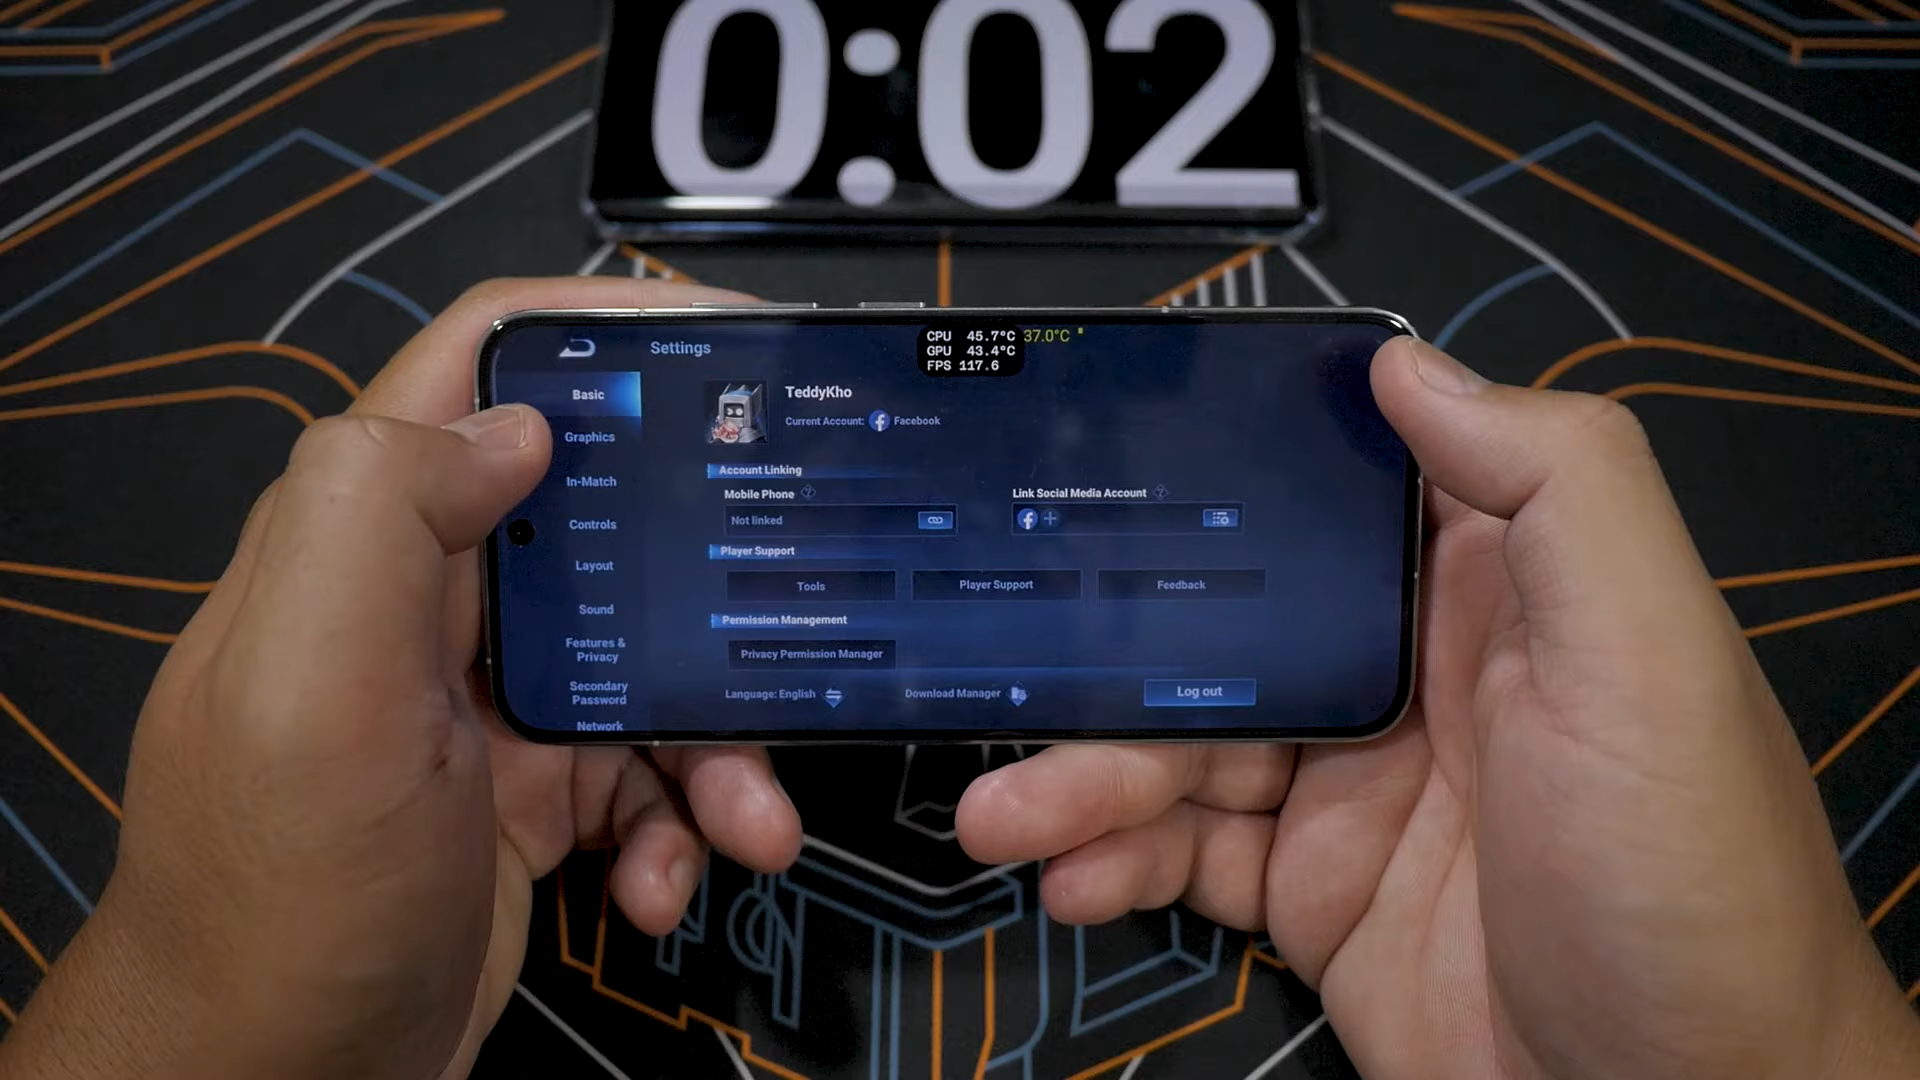 0:02
CPU 45.7°C 37.0°C
GPU 43.4°C
FPS 117.6
Settings
Basic
Graphics
In-Match
Controls
Layout
Sound
Features &
Privacy
Secondary
Password
Network
TeddyKho
Current Account: Facebook
Account Linking
Mobile Phone ?
Link Social Media Account ?
Not linked
Player Support
Tools
Player Support
Feedback
Permission Management
Privacy Permission Manager
Language: English
Download Manager
Log out